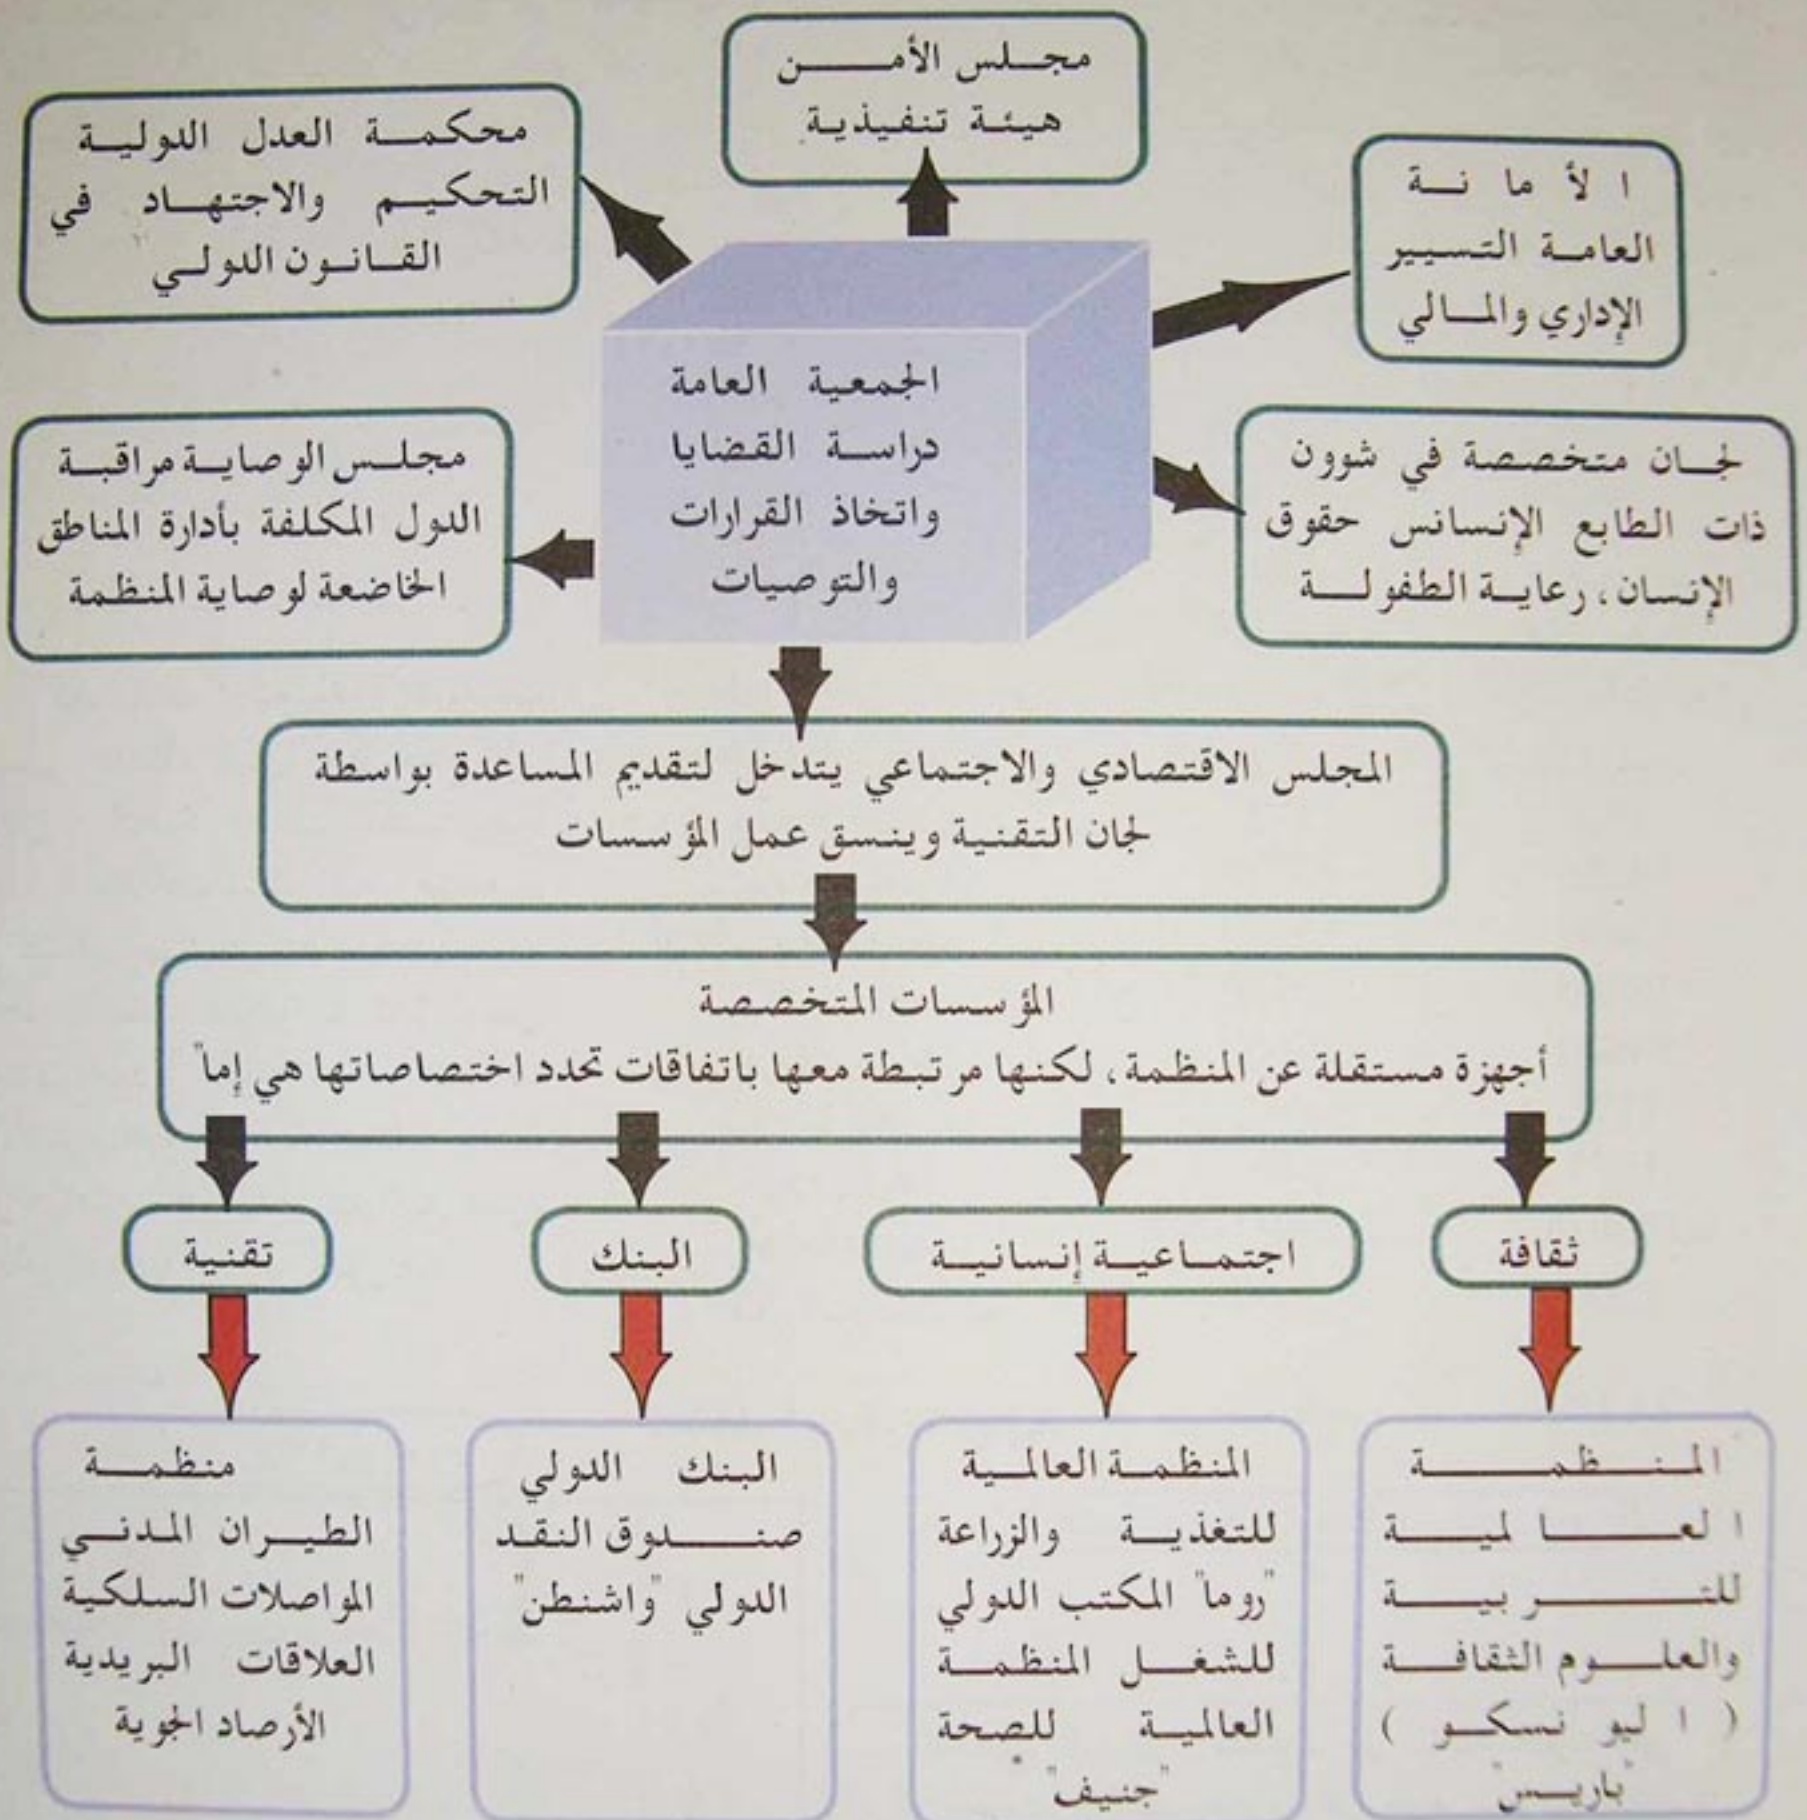 مجلس الأمن
هيئة تنفيذية
محكمة العدل الدولية
التحكيم والاجتهاد في
القانون الدولي
ا لأ ما نة
العامة التسيير
الإداري والمالي
الجمعية العامة
دراسة القضايا
واتخاذ القرارات
والتوصيات
مجلس الوصاية مراقبة
الدول المكلفة بأدارة المناطق
الخاضعة لوصاية المنظمة
لجان متخصصة في شوون
ذات الطابع الإنسانس حقوق
الإنسان، رعاية الطفولة
المجلس الاقتصادي والاجتماعي يتدخل لتقديم المساعدة بواسطة
لجان التقنية وينسق عمل المؤسسات
المؤسسات المتخصصة
أجهزة مستقلة عن المنظمة، لكنها مرتبطة معها باتفاقات تحدد اختصاصاتها هي إما"
ثقافة
اجتماعية إنسانية
البنك
تقنية
المنظمة
العالمية
للتربية
والعلوم الثقافة
( اليونسكو )
"باريس"
المنظمة العالمية
للتغذية والزراعة
"روما" المكتب الدولي
للشغل المنظمة
العالمية للصحة
"جنيف"
البنك الدولي
صندوق النقد
الدولي "واشنطن"
منظمة
الطيران المدني
المواصلات السلكية
العلاقات البريدية
الأرصاد الجوية